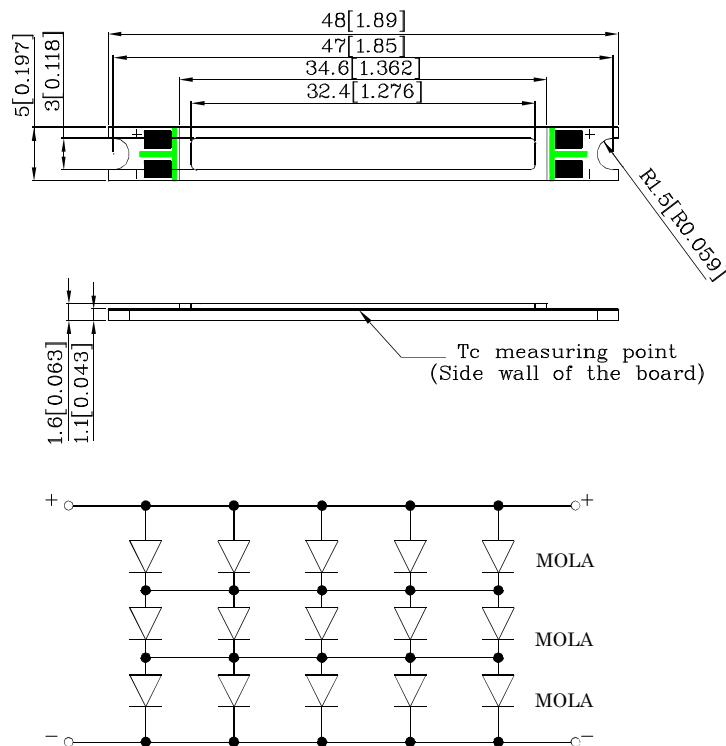 48[1.89]
47[1.85]
34.6[1.362]
32.4[1.276]
5[0.197]
3[0.118]
+ +
- -
R1.5[R0.059]
1.6[0.063]
1.1[0.043]
Tc measuring point
(Side wall of the board)
+ +
MOLA
MOLA
MOLA
- -